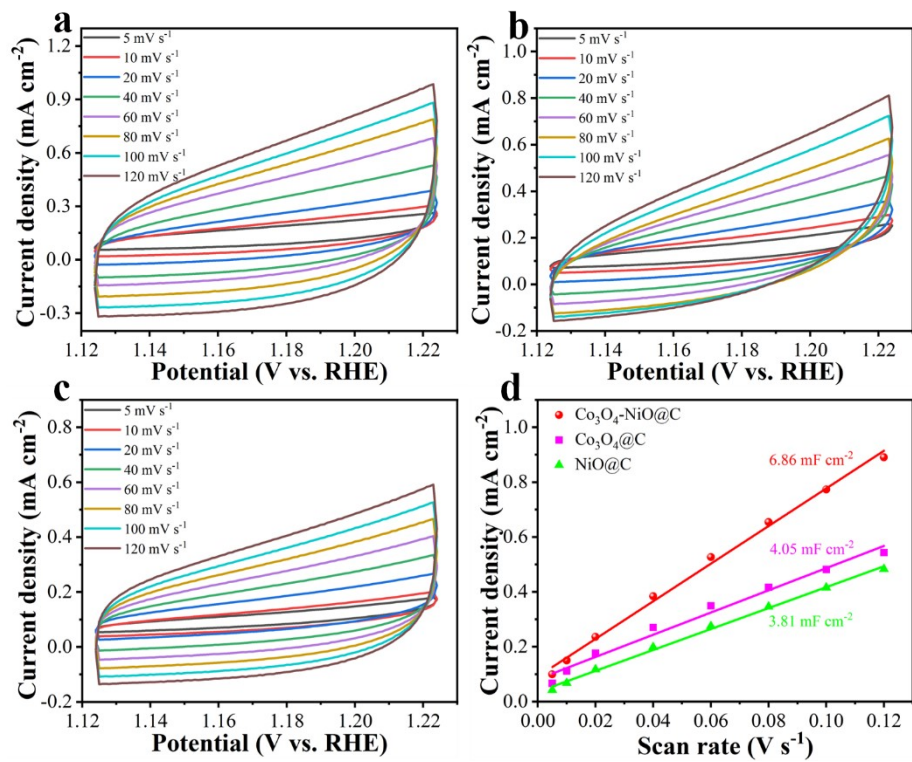 a
5 mV s⁻¹
10 mV s⁻¹
20 mV s⁻¹
40 mV s⁻¹
60 mV s⁻¹
80 mV s⁻¹
100 mV s⁻¹
120 mV s⁻¹
1.2
0.9
0.6
0.3
0.0
-0.3
Current density (mA cm⁻²)
1.12 1.14 1.16 1.18 1.20 1.22
Potential (V vs. RHE)
b
5 mV s⁻¹
10 mV s⁻¹
20 mV s⁻¹
40 mV s⁻¹
60 mV s⁻¹
80 mV s⁻¹
100 mV s⁻¹
120 mV s⁻¹
1.0
0.8
0.6
0.4
0.2
0.0
-0.2
Current density (mA cm⁻²)
1.12 1.14 1.16 1.18 1.20 1.22
Potential (V vs. RHE)
c
5 mV s⁻¹
10 mV s⁻¹
20 mV s⁻¹
40 mV s⁻¹
60 mV s⁻¹
80 mV s⁻¹
100 mV s⁻¹
120 mV s⁻¹
0.8
0.6
0.4
0.2
0.0
-0.2
Current density (mA cm⁻²)
1.12 1.14 1.16 1.18 1.20 1.22
Potential (V vs. RHE)
d
Co₃O₄-NiO@C
Co₃O₄@C
NiO@C
6.86 mF cm⁻²
4.05 mF cm⁻²
3.81 mF cm⁻²
1.0
0.8
0.6
0.4
0.2
0.0
Current density (mA cm⁻²)
0.00 0.02 0.04 0.06 0.08 0.10 0.12
Scan rate (V s⁻¹)